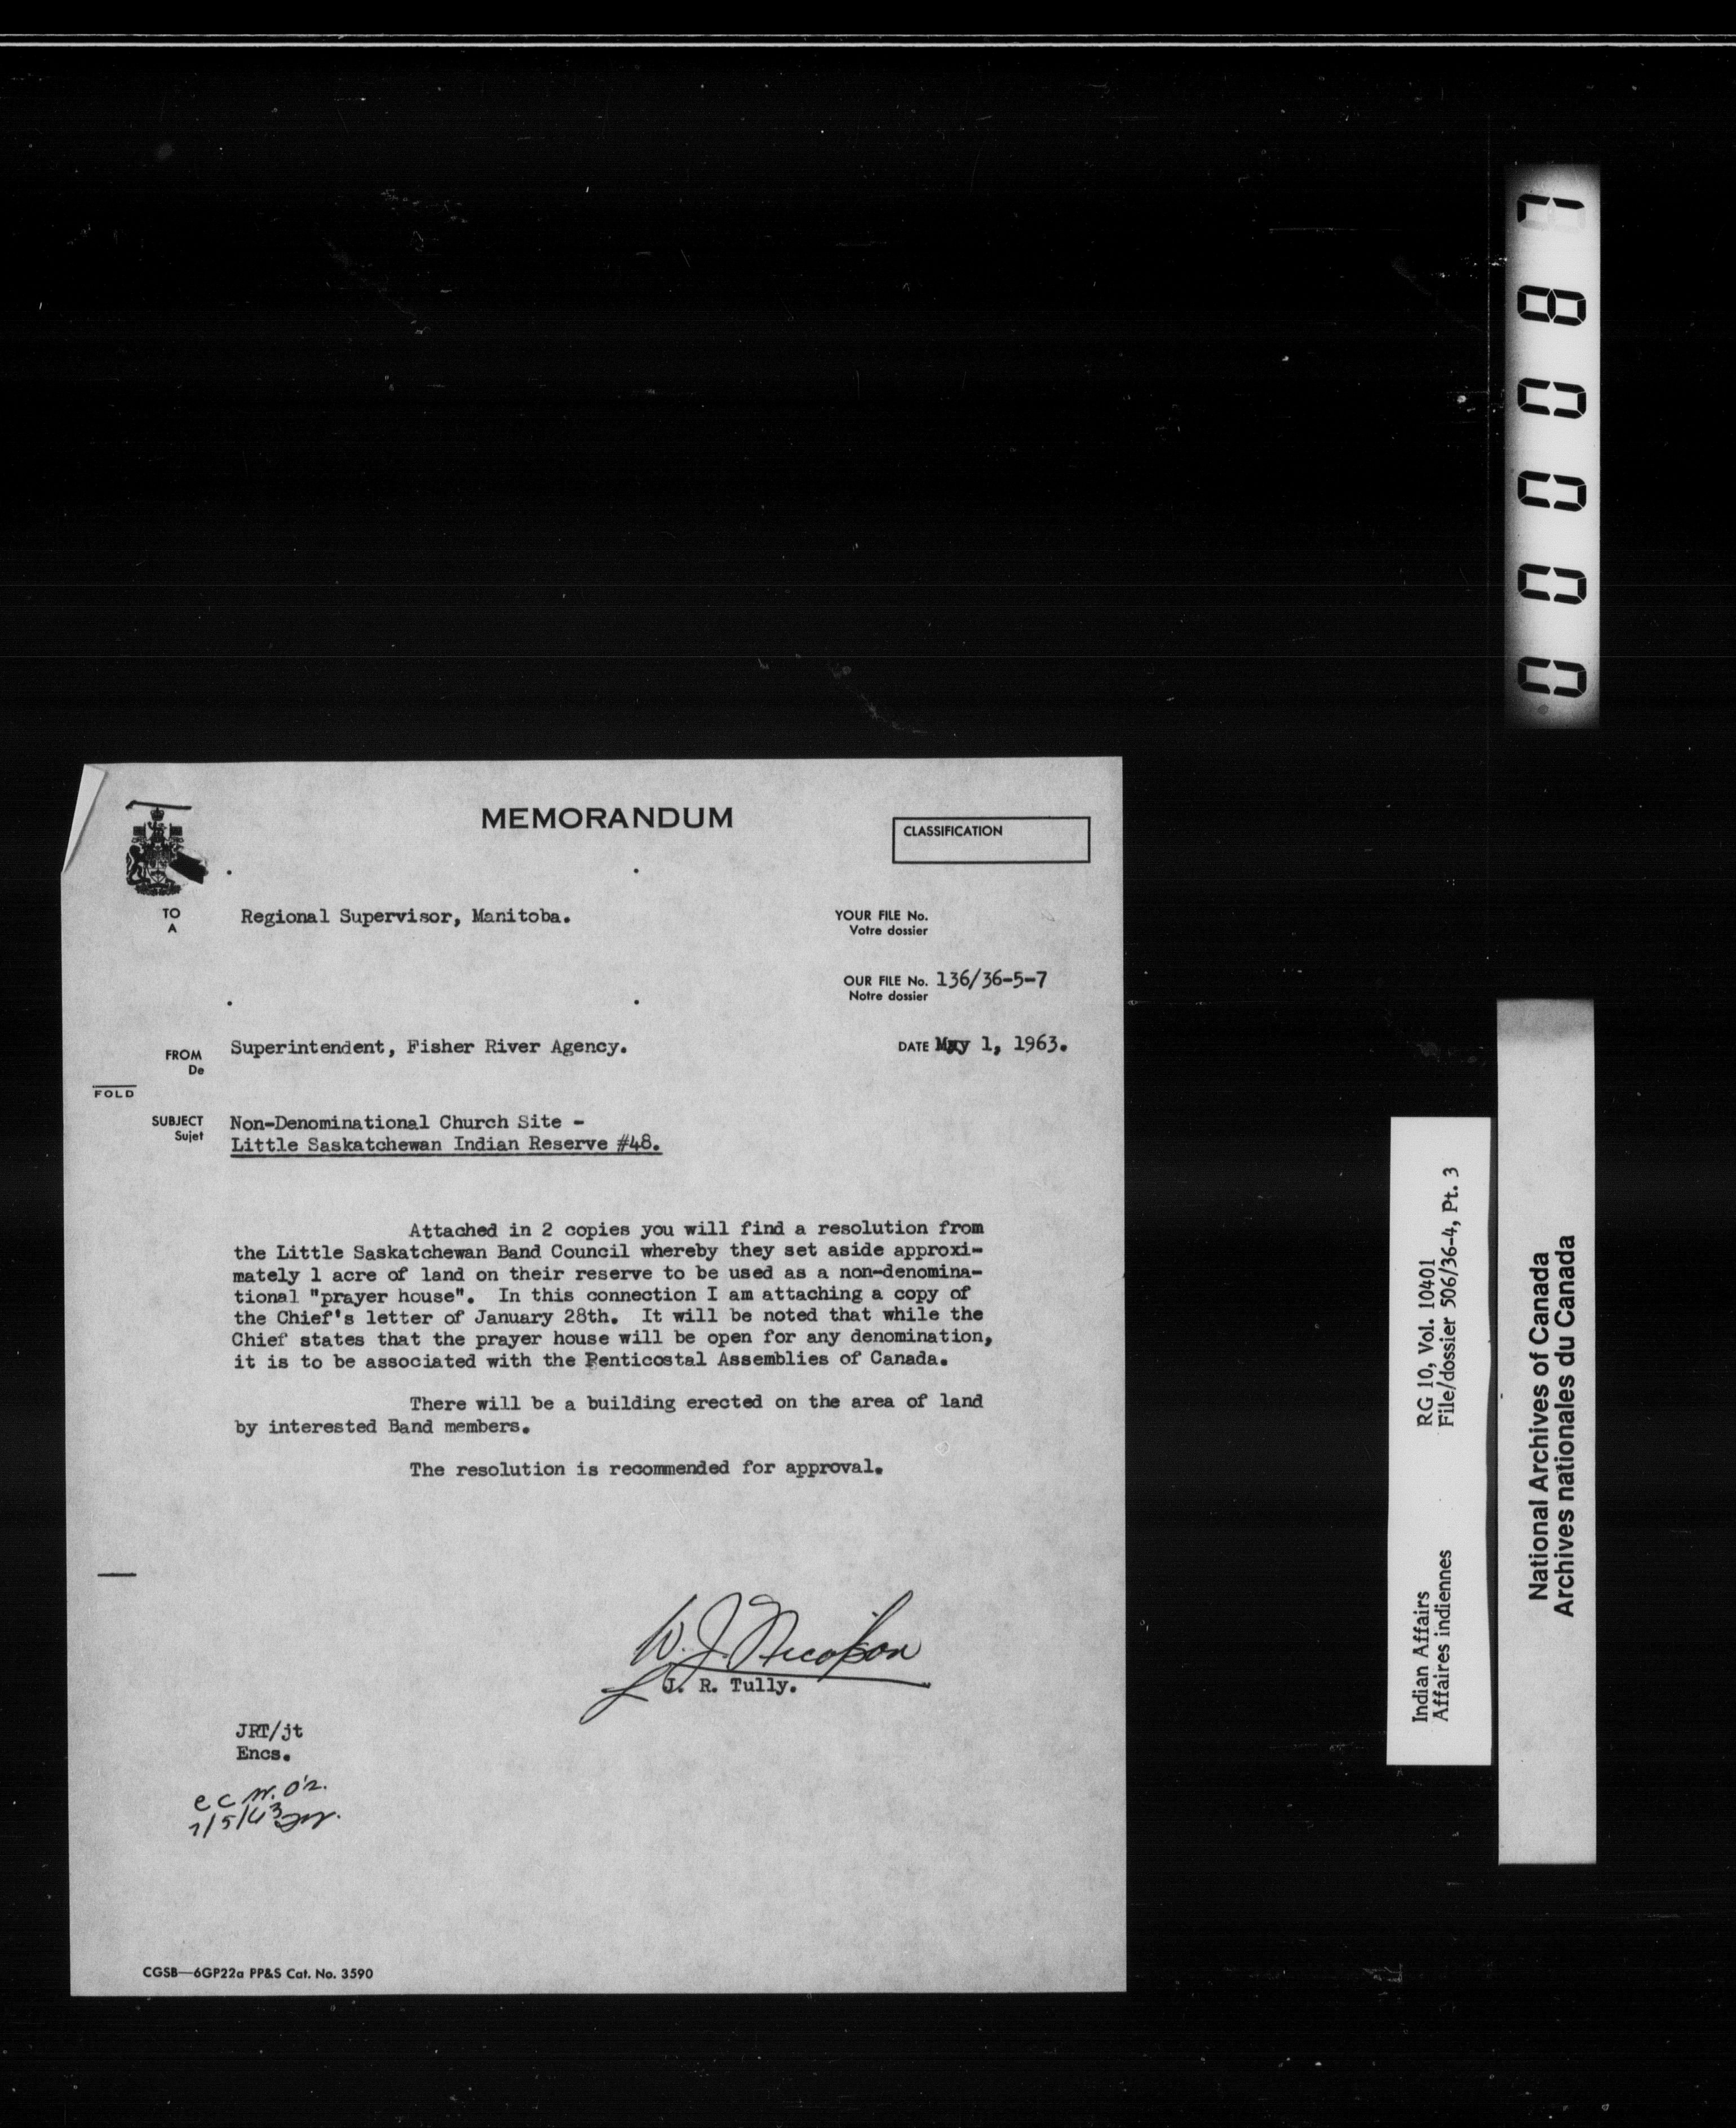 MEMORANDUM
CLASSIFICATION
TO
A
Regional Supervisor, Manitoba.
YOUR FILE No.
Votre dossier
OUR FILE No. 136/36-5-7
Notre dossier
FROM
De
Superintendent, Fisher River Agency.
DATE May 1, 1963.
FOLD
SUBJECT
Sujet
Non-Denominational Church Site -
Little Saskatchewan Indian Reserve #48.
Attached in 2 copies you will find a resolution from
the Little Saskatchewan Band Council whereby they set aside approxi-
mately 1 acre of land on their reserve to be used as a non-denomina-
tional "prayer house". In this connection I am attaching a copy of
the Chief's letter of January 28th. It will be noted that while the
Chief states that the prayer house will be open for any denomination,
it is to be associated with the Penticostal Assemblies of Canada.
There will be a building erected on the area of land
by interested Band members.
The resolution is recommended for approval.
W. J.
J. R. Tully.
JRT/jt
Encs.
CGSB—6GP22a PP&S Cat. No. 3590
000087
Indian Affairs RG 10, Vol. 10401
Affaires indiennes File/dossier 506/36-4, Pt. 3
National Archives of Canada
Archives nationales du Canada